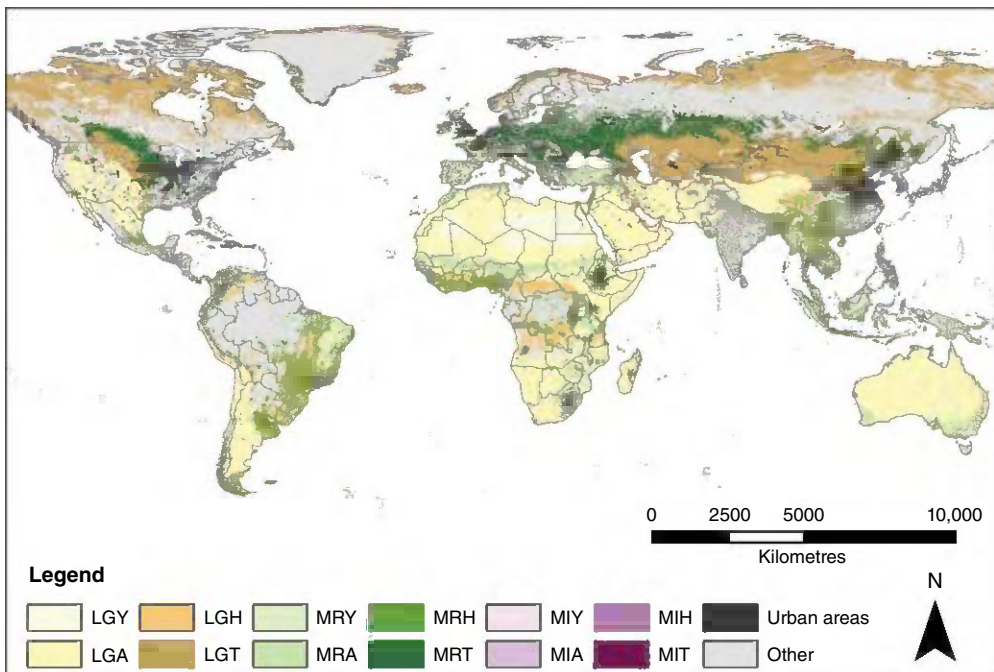 0 2500 5000 10,000
Kilometres
Legend
N
LGY LGH MRY MRH MIY MIH Urban areas
LGA LGT MRA MRT MIA MIT Other